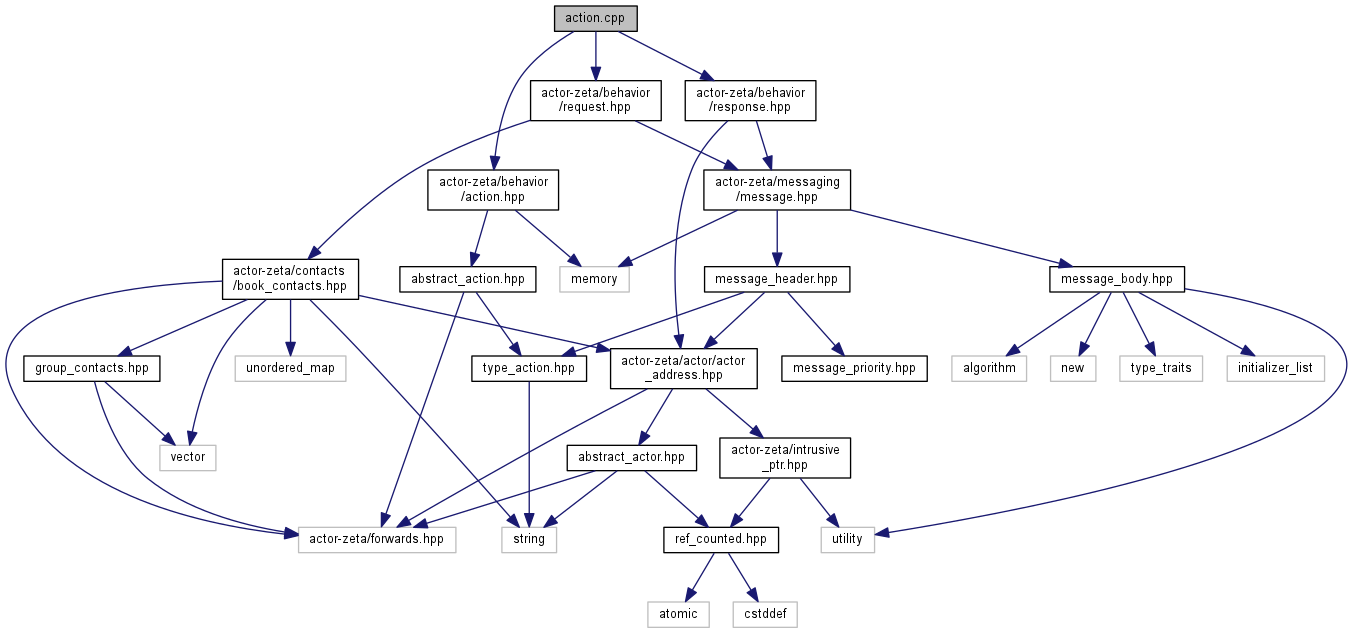 action.cpp
actor-zeta/behavior
/request.hpp
actor-zeta/behavior
/response.hpp
actor-zeta/behavior
/action.hpp
actor-zeta/messaging
/message.hpp
actor-zeta/contacts
/book_contacts.hpp
abstract_action.hpp
memory
message_header.hpp
message_body.hpp
group_contacts.hpp
unordered_map
type_action.hpp
actor-zeta/actor/actor
_address.hpp
message_priority.hpp
algorithm
new
type_traits
initializer_list
vector
abstract_actor.hpp
actor-zeta/intrusive
_ptr.hpp
actor-zeta/forwards.hpp
string
ref_counted.hpp
utility
atomic
cstddef